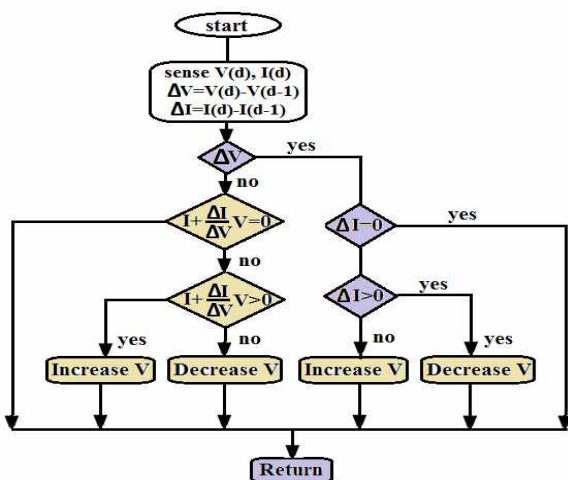 start
sense V(d), I(d)
ΔV=V(d)-V(d-1)
ΔI=I(d)-I(d-1)
ΔV
yes
no
I+ΔI/ΔV V=0
ΔI=0
yes
no
I+ΔI/ΔV V>0
ΔI>0
yes
yes
no
no
yes
Increase V
Decrease V
Increase V
Decrease V
Return